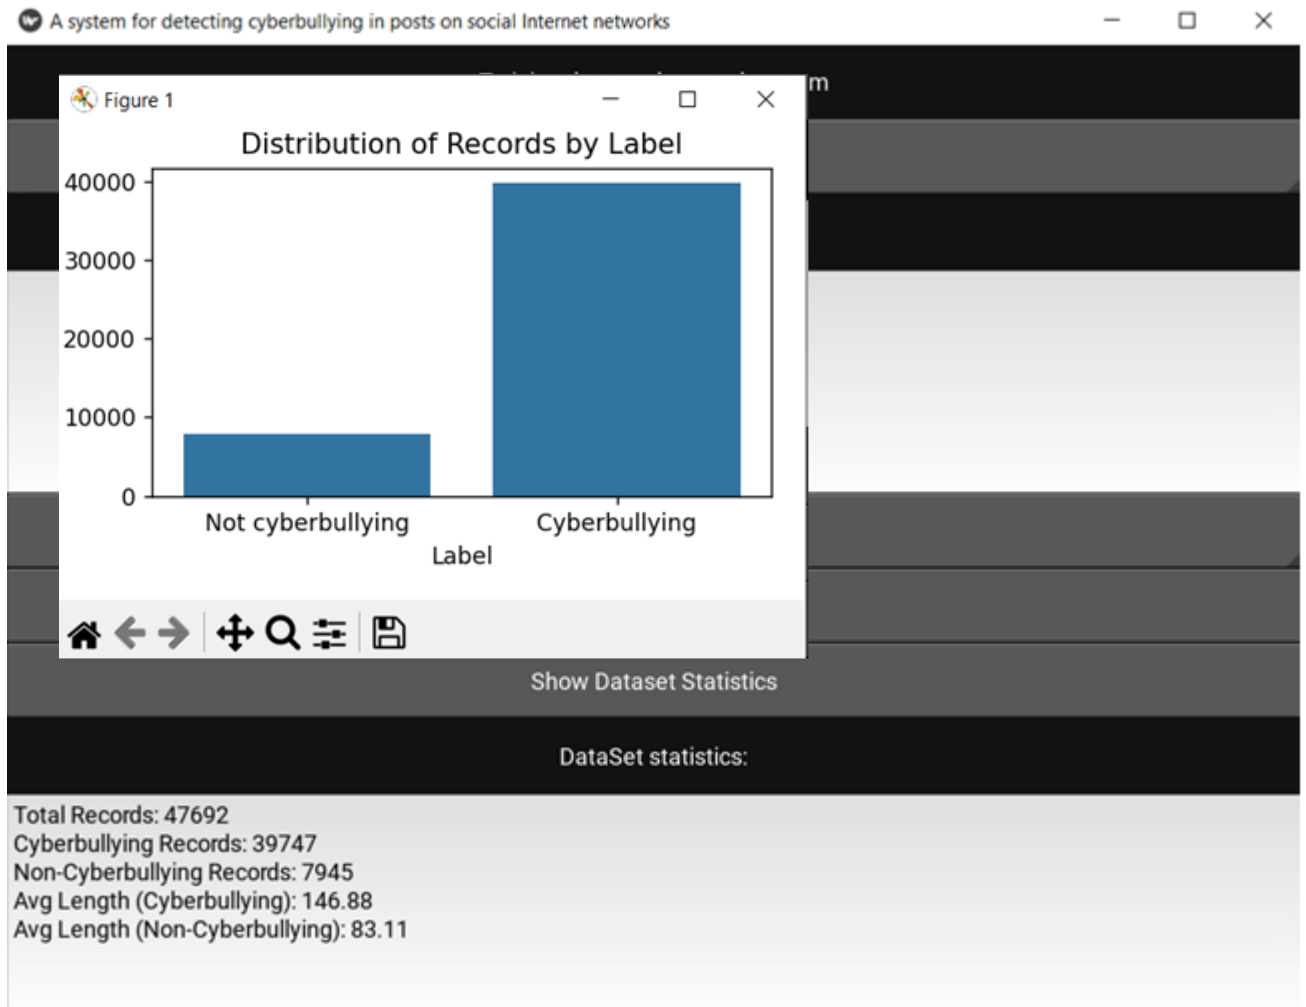 A system for detecting cyberbullying in posts on social Internet networks
Figure 1
Distribution of Records by Label
40000
30000
20000
10000
0
Not cyberbullying Cyberbullying
Label
Show Dataset Statistics
DataSet statistics:
Total Records: 47692
Cyberbullying Records: 39747
Non-Cyberbullying Records: 7945
Avg Length (Cyberbullying): 146.88
Avg Length (Non-Cyberbullying): 83.11